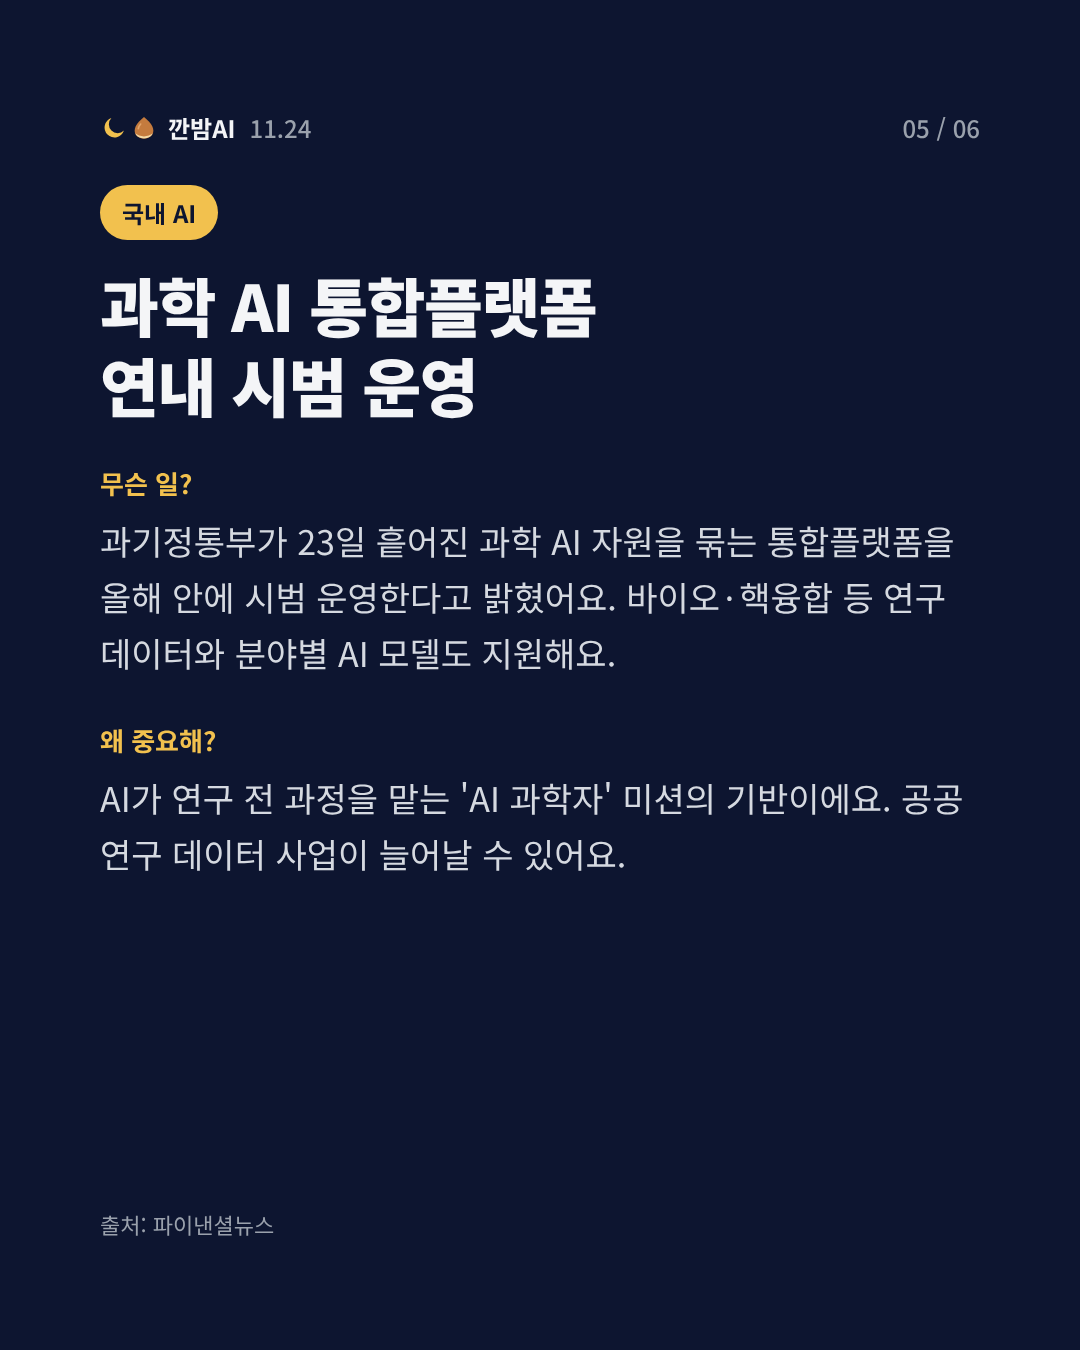 깐밤AI 11.24 05 / 06
국내 AI
과학 AI 통합플랫폼
연내 시범 운영
무슨 일?
과기정통부가 23일 흩어진 과학 AI 자원을 묶는 통합플랫폼을
올해 안에 시범 운영한다고 밝혔어요. 바이오·핵융합 등 연구
데이터와 분야별 AI 모델도 지원해요.
왜 중요해?
AI가 연구 전 과정을 맡는 'AI 과학자' 미션의 기반이에요. 공공
연구 데이터 사업이 늘어날 수 있어요.
출처: 파이낸셜뉴스